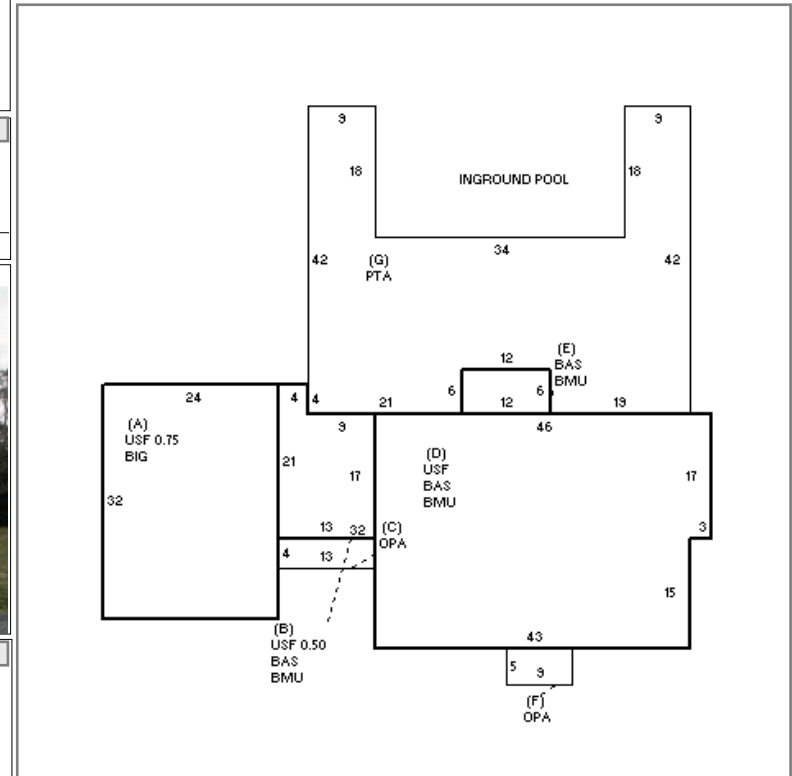 9
9
18
INGROUND POOL
18
34
42
(G)
PTA
42
12
(E)
BAS
BMU
24
4
4
21
6
12
6
19
(A)
USF 0.75
BIG
9
46
21
17
(D)
USF
BAS
BMU
17
32
13
32
(C)
OPA
3
4
13
15
(B)
USF 0.50
BAS
BMU
43
5
9
(F)
OPA